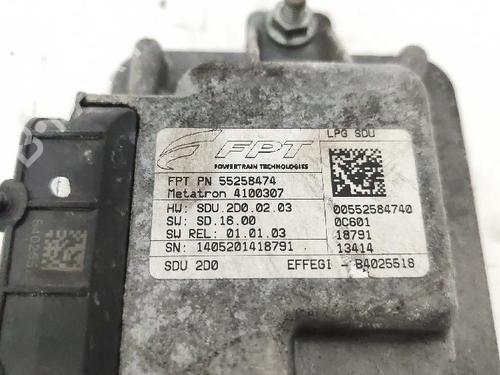 FPT
POWERTRAIN TECHNOLOGIES
LPG SDU
FPT PN 55258474
Metatron 4100307
HW: SDU.2D0.02.03
SW: SD.16.00
SW REL: 01.01.03
SN: 1405201418791
00552584740
0C601
18791
13414
SDU 2D0
EFFEGI - B4025518